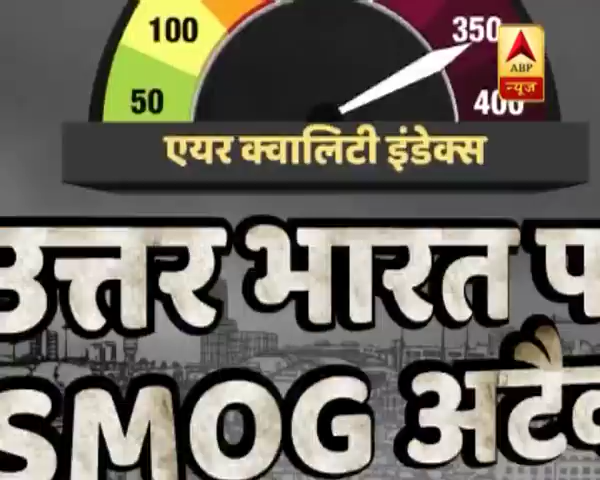 100
350
ABP
न्यूज़
50
400
एयर क्वालिटी इंडेक्स
उत्तर भारत प
SMOG अटैक